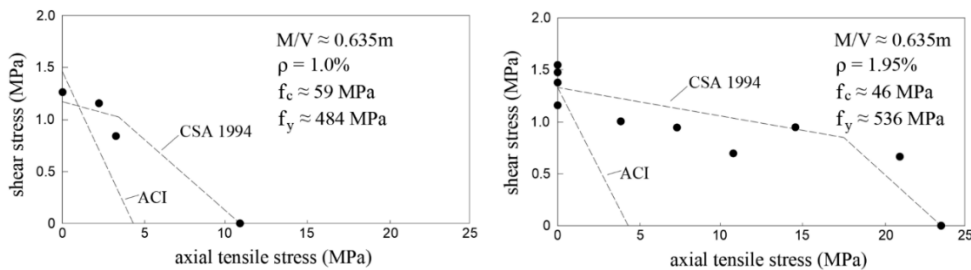 2.0
1.5
1.0
0.5
0
0
5
10
15
20
25
shear stress (MPa)
axial tensile stress (MPa)
M/V ≈ 0.635m
ρ = 1.0%
f_c ≈ 59 MPa
f_y ≈ 484 MPa
CSA 1994
ACI
2.0
1.5
1.0
0.5
0
0
5
10
15
20
25
shear stress (MPa)
axial tensile stress (MPa)
M/V ≈ 0.635m
ρ = 1.95%
f_c ≈ 46 MPa
f_y ≈ 536 MPa
CSA 1994
ACI